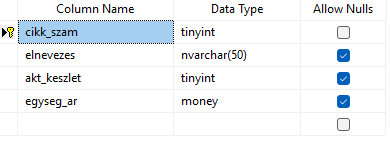 Column Name Data Type Allow Nulls
cikk_szam tinyint
elnevezes nvarchar(50)
akt_keszlet tinyint
egyseg_ar money